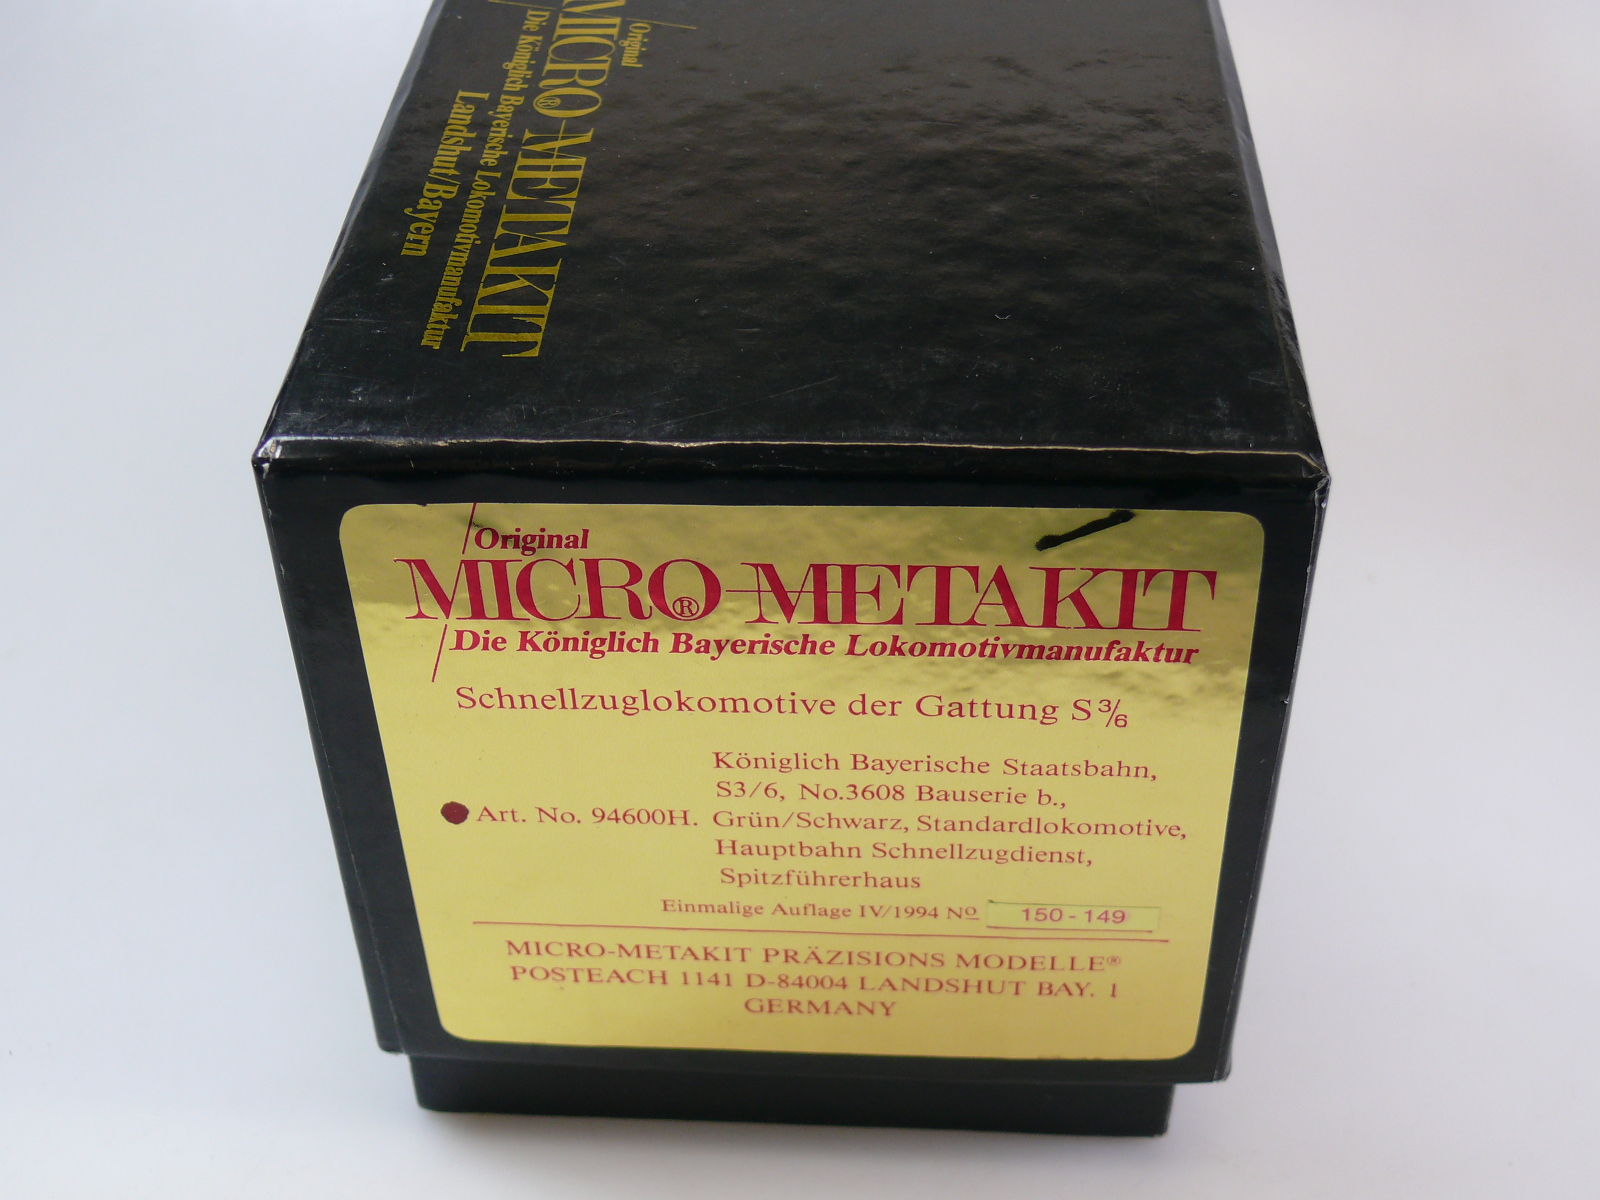 Original
MICRO-METAKIT
Die Königlich Bayerische Lokomotivmanufaktur
Landshut/Bayern
Original
MICRO®-METAKIT
Die Königlich Bayerische Lokomotivmanufaktur
Schnellzuglokomotive der Gattung S 3/6
Königlich Bayerische Staatsbahn,
S3/6, No.3608 Bauserie b.,
Art. No. 94600H. Grün/Schwarz, Standardlokomotive,
Hauptbahn Schnellzugdienst,
Spitzführerhaus
Einmalige Auflage IV/1994 No 150 - 149
MICRO-METAKIT PRÄZISIONS MODELLE®
POSTEACH 1141 D-84004 LANDSHUT BAY. 1
GERMANY